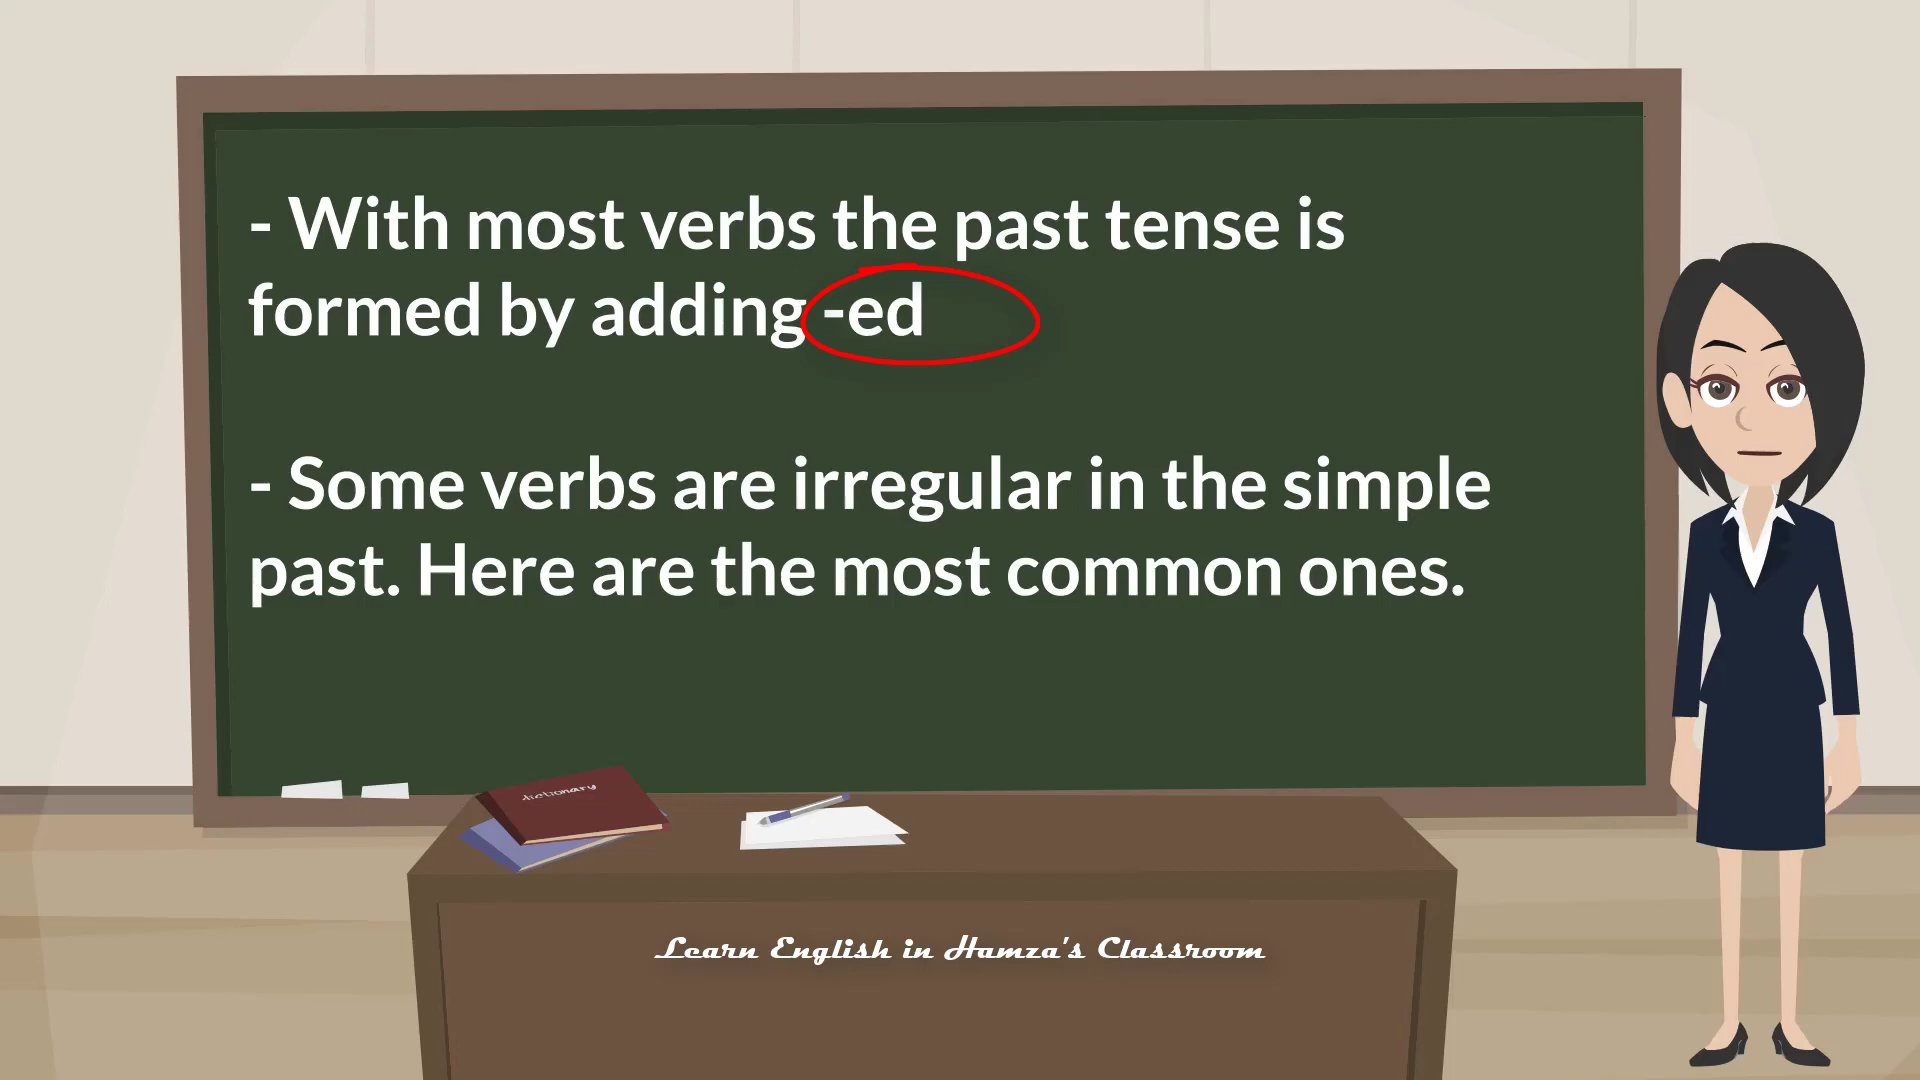 - With most verbs the past tense is
formed by adding -ed
- Some verbs are irregular in the simple
past. Here are the most common ones.
dictionary
Learn English in Hamza's Classroom